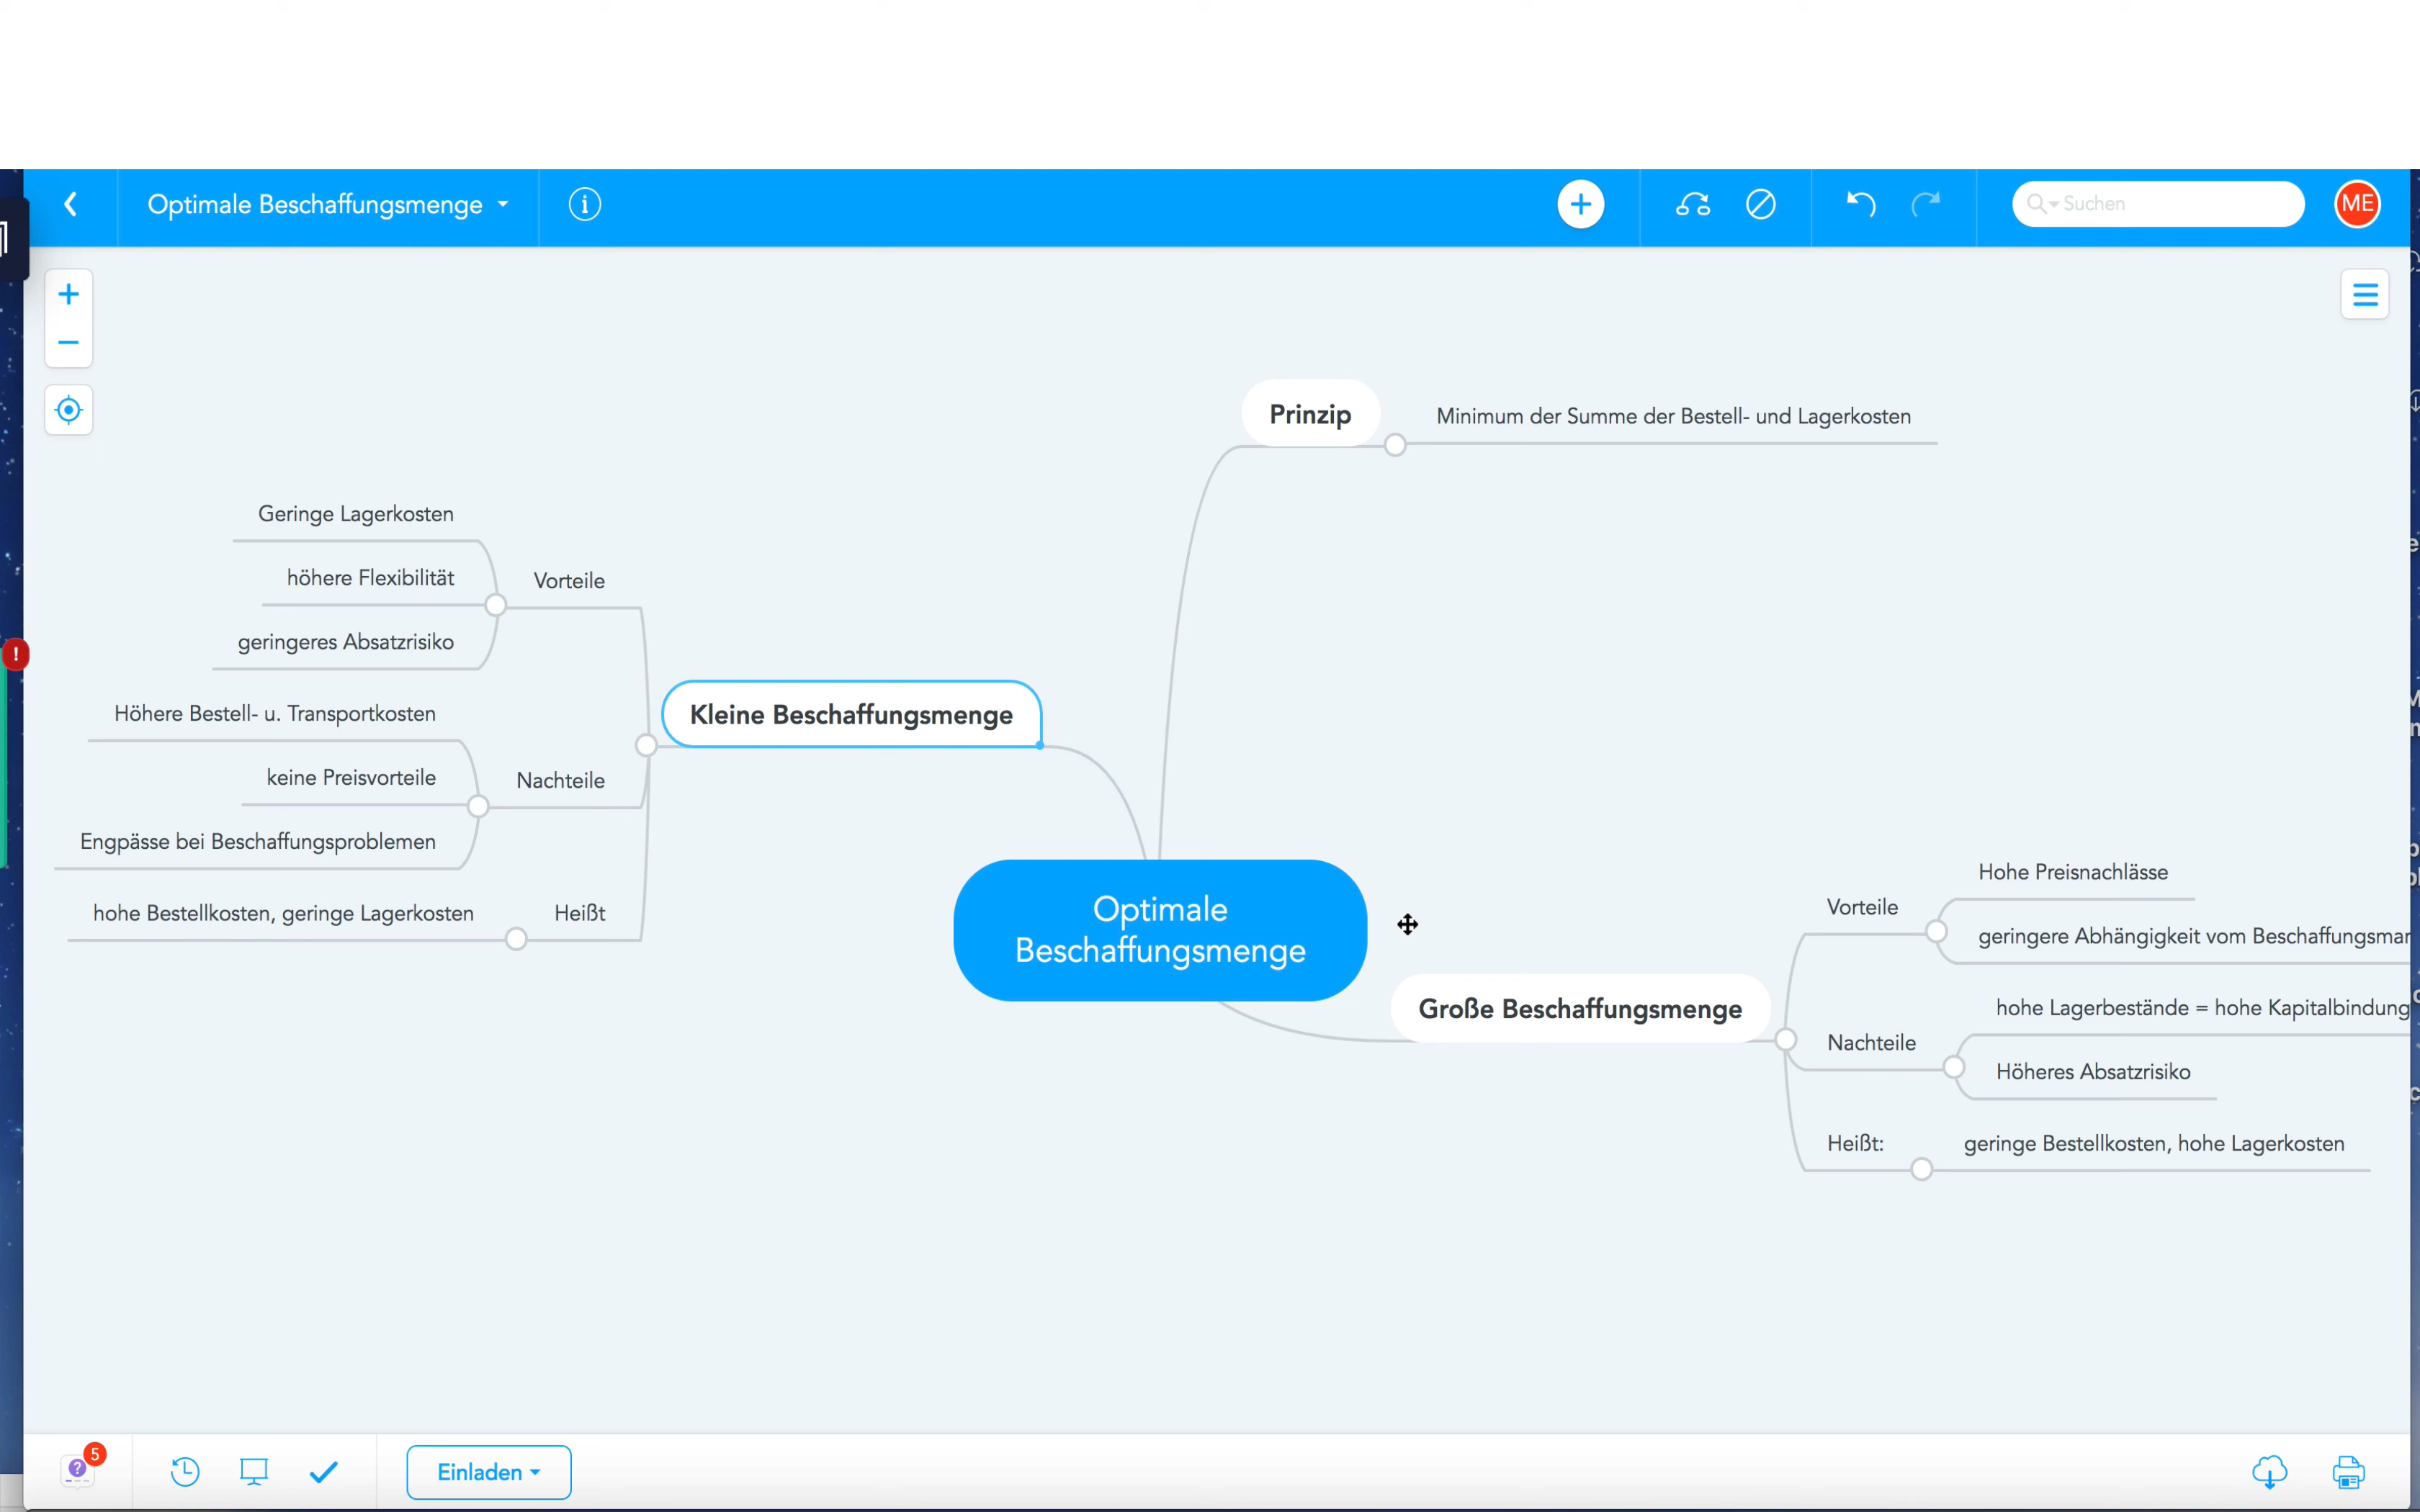 Optimale Beschaffungsmenge
Suchen
ME
Prinzip
Minimum der Summe der Bestell- und Lagerkosten
Geringe Lagerkosten
höhere Flexibilität
Vorteile
geringeres Absatzrisiko
Höhere Bestell- u. Transportkosten
Kleine Beschaffungsmenge
keine Preisvorteile
Nachteile
Engpässe bei Beschaffungsproblemen
hohe Bestellkosten, geringe Lagerkosten
Heißt
Optimale
Beschaffungsmenge
Hohe Preisnachlässe
Vorteile
geringere Abhängigkeit vom
Große Beschaffungsmenge
hohe Lagerbestände = hohe Kapitalbindung
Nachteile
Höheres Absatzrisiko
Heißt:
geringe Bestellkosten, hohe Lagerkosten
5
Einladen